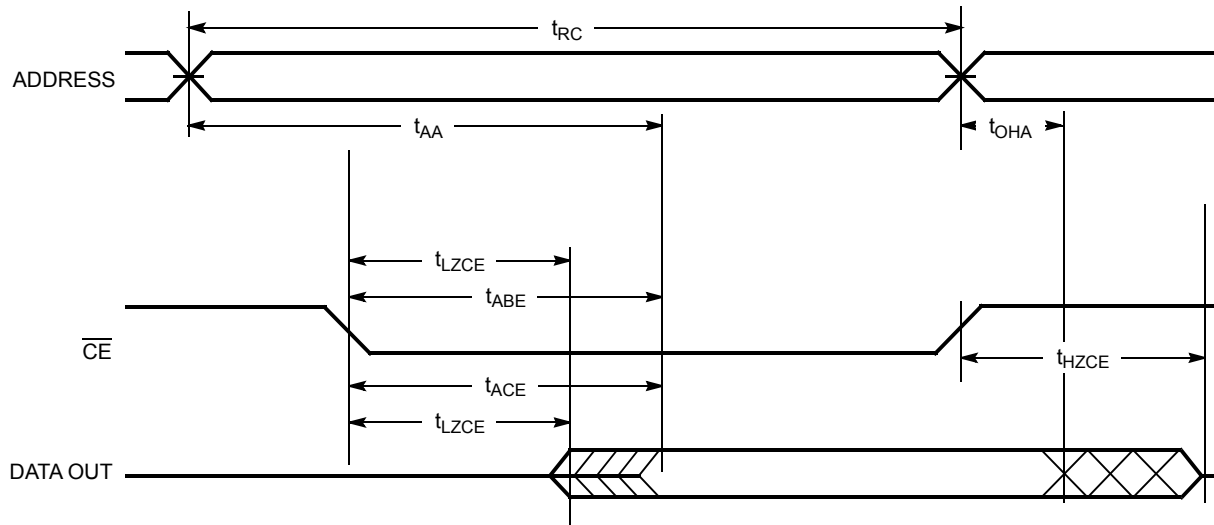 tRC
ADDRESS
tAA
tOHA
tLZCE
tABE
CE
tHZCE
tACE
tLZCE
DATA OUT